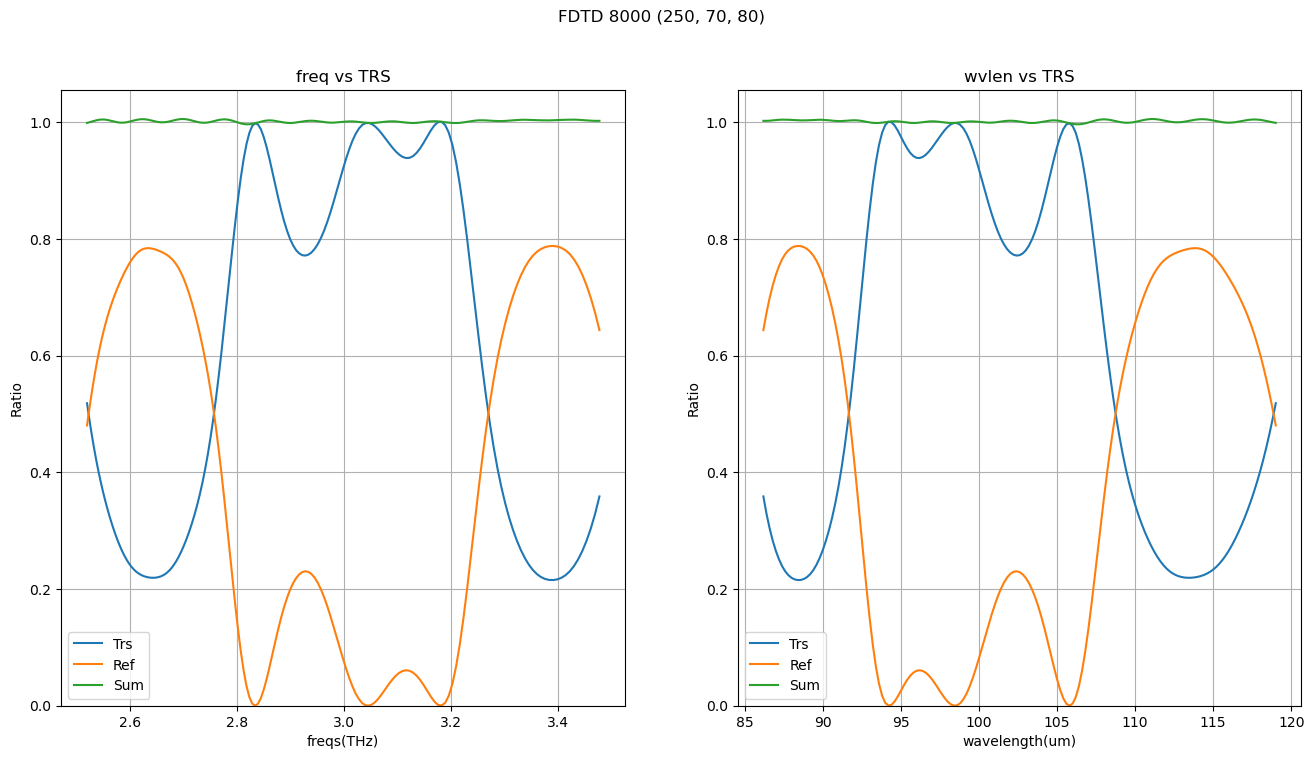 FDTD 8000 (250, 70, 80)
freq vs TRS
Ratio
1.0
0.8
0.6
0.4
0.2
0.0
Trs
Ref
Sum
2.6 2.8 3.0 3.2 3.4
freqs(THz)
wvlen vs TRS
Ratio
1.0
0.8
0.6
0.4
0.2
0.0
Trs
Ref
Sum
85 90 95 100 105 110 115 120
wavelength(um)